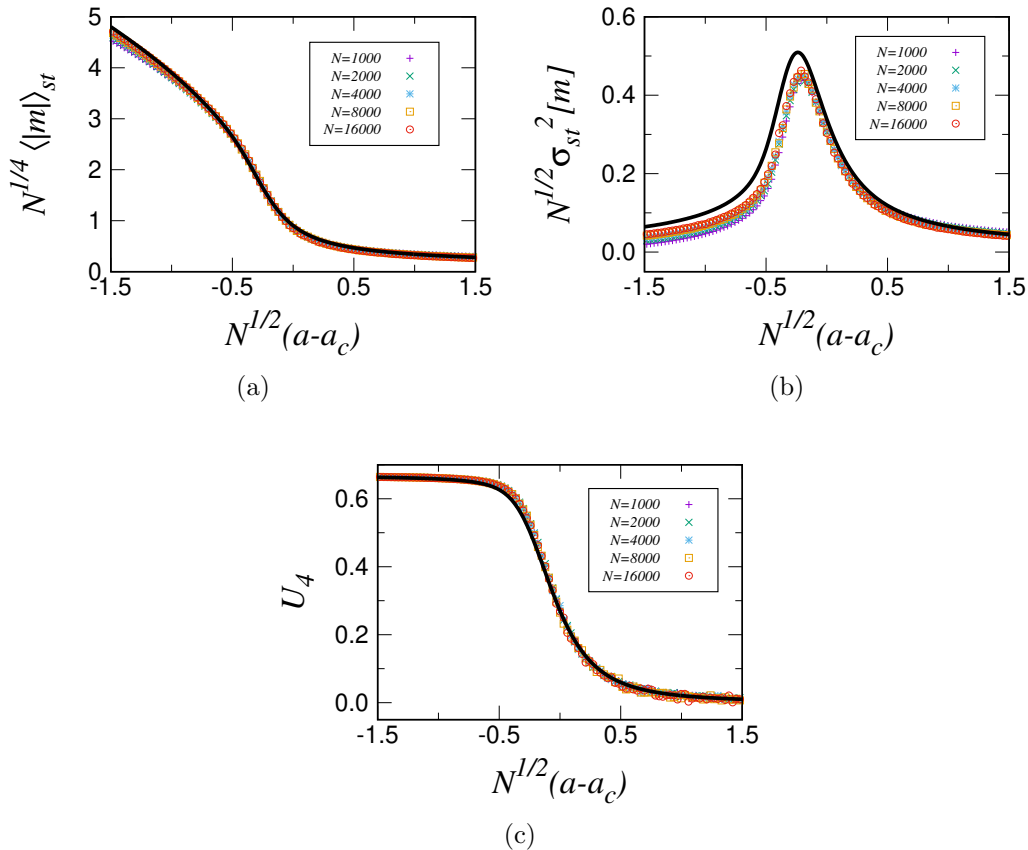 5
4
3
2
1
0
N^{1/4} ⟨|m|⟩_{st}
N=1000
N=2000
N=4000
N=8000
N=16000
-1.5 -0.5 0.5 1.5
N^{1/2}(a-a_c)
(a)
0.6
0.4
0.2
0.0
N^{1/2} σ_{st}^2 [m]
N=1000
N=2000
N=4000
N=8000
N=16000
-1.5 -0.5 0.5 1.5
N^{1/2}(a-a_c)
(b)
0.6
0.4
0.2
0.0
U_4
N=1000
N=2000
N=4000
N=8000
N=16000
-1.5 -0.5 0.5 1.5
N^{1/2}(a-a_c)
(c)